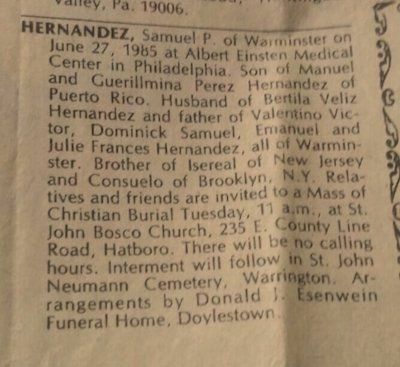 Valley, Pa. 19006.
HERNANDEZ, Samuel P. of Warminster on
June 27, 1985 at Albert Einsten Medical
Center in Philadelphia. Son of Manuel
and Guerillmina Perez Hernandez of
Puerto Rico. Husband of Bertila Veliz
Hernandez and father of Valentino Vic-
tor, Dominick Samuel, Emanuel and
Julie Frances Hernandez, all of Warmin-
ster. Brother of Isereal of New Jersey
and Consuelo of Brooklyn, N.Y. Rela-
tives and friends are invited to a Mass of
Christian Burial Tuesday, 11 a.m., at St.
John Bosco Church, 235 E. County Line
Road, Hatboro. There will be no calling
hours. Interment will follow in St. John
Neumann Cemetery, Warrington. Ar-
rangements by Donald J. Esenwein
Funeral Home, Doylestown.